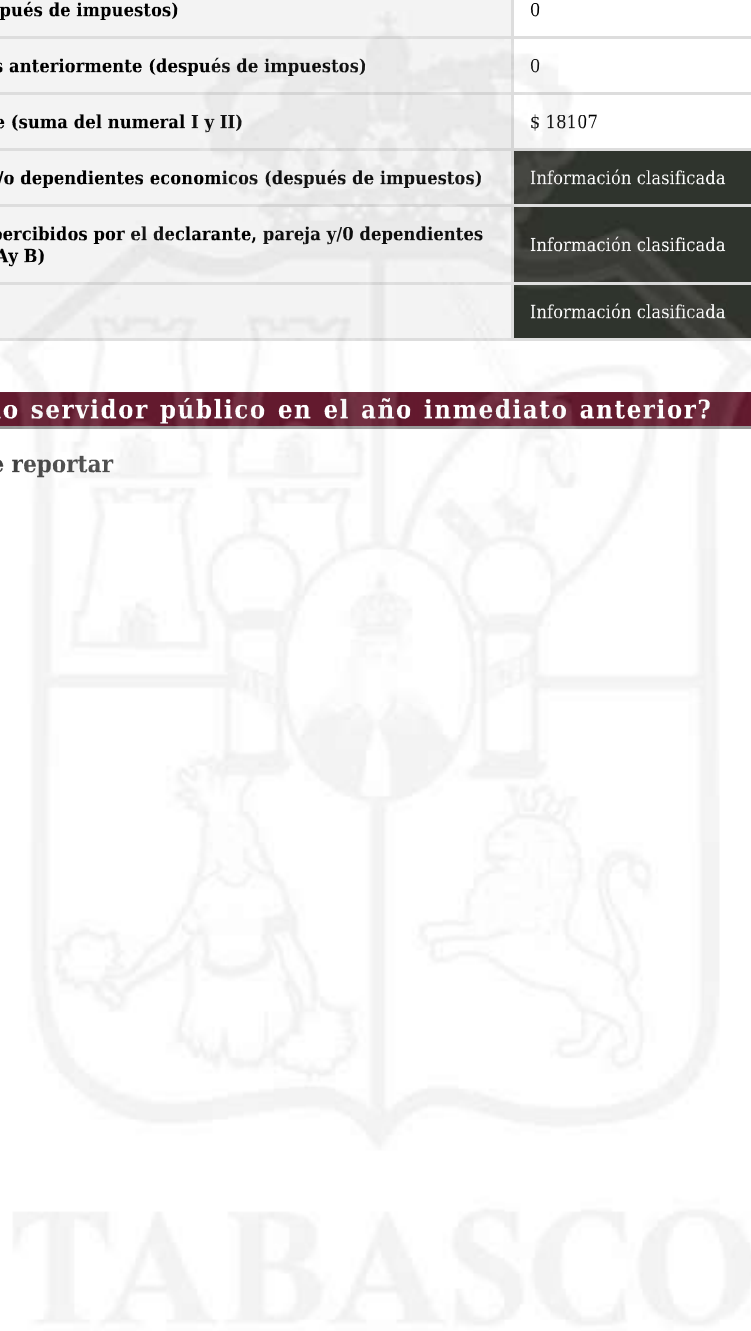 pués de impuestos)
0
s anteriormente (después de impuestos)
0
e (suma del numeral I y II)
$ 18107
/o dependientes economicos (después de impuestos)
Información clasificada
percibidos por el declarante, pareja y/0 dependientes
Ay B)
Información clasificada
Información clasificada
o servidor público en el año inmediato anterior?
e reportar
TABASCO